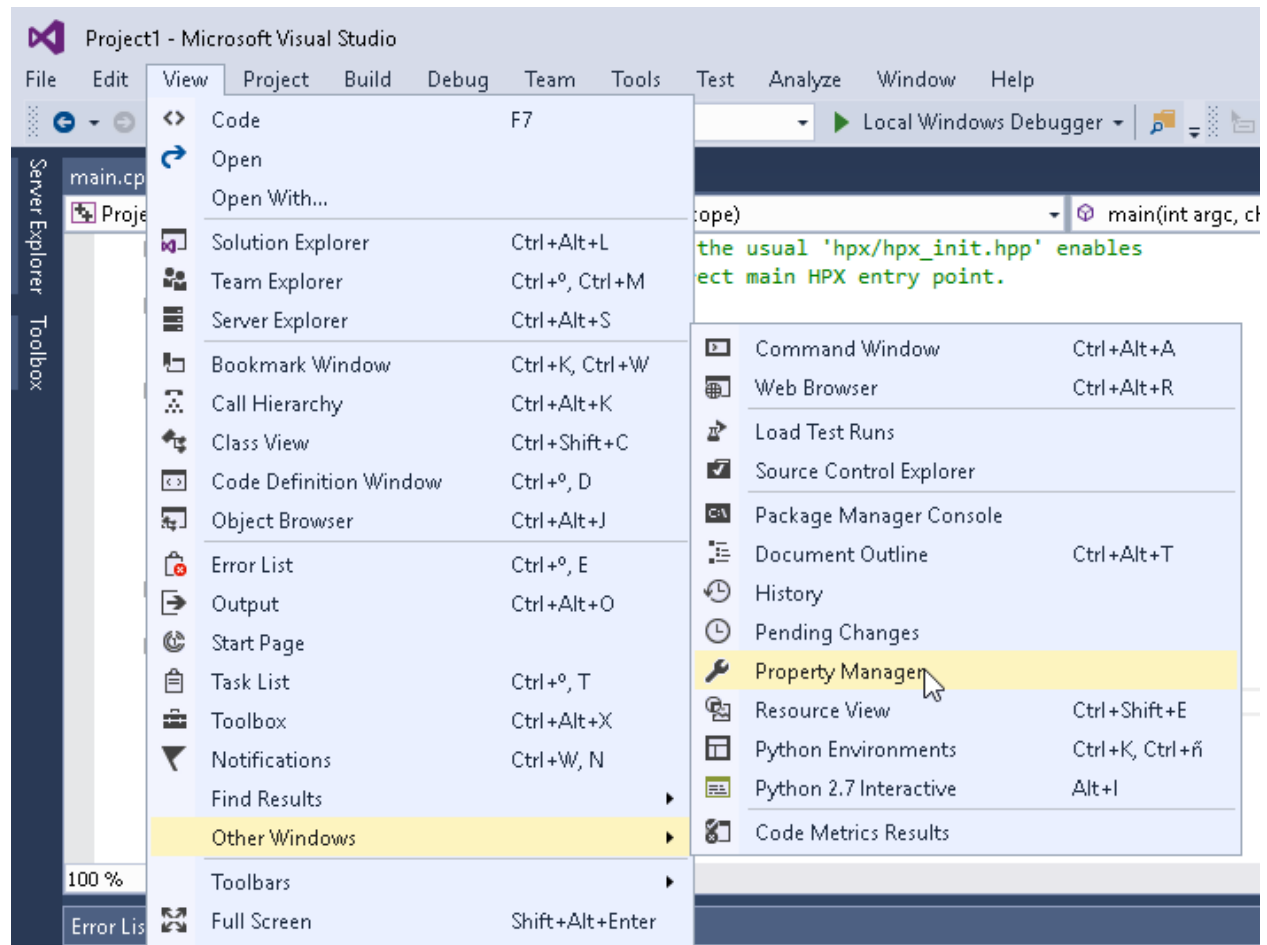 Project1 - Microsoft Visual Studio
File Edit View Project Build Debug Team Tools Test Analyze Window Help
Local Windows Debugger
Server Explorer
Toolbox
main.cp
Proje
cope)
main(int argc, ch
the usual 'hpx/hpx_init.hpp' enables
ect main HPX entry point.
Code F7
Open
Open With...
Solution Explorer Ctrl+Alt+L
Team Explorer Ctrl+º, Ctrl+M
Server Explorer Ctrl+Alt+S
Bookmark Window Ctrl+K, Ctrl+W
Call Hierarchy Ctrl+Alt+K
Class View Ctrl+Shift+C
Code Definition Window Ctrl+º, D
Object Browser Ctrl+Alt+J
Error List Ctrl+º, E
Output Ctrl+Alt+O
Start Page
Task List Ctrl+º, T
Toolbox Ctrl+Alt+X
Notifications Ctrl+W, N
Find Results
Other Windows
Toolbars
Full Screen Shift+Alt+Enter
Command Window Ctrl+Alt+A
Web Browser Ctrl+Alt+R
Load Test Runs
Source Control Explorer
Package Manager Console
Document Outline Ctrl+Alt+T
History
Pending Changes
Property Manager
Resource View Ctrl+Shift+E
Python Environments Ctrl+K, Ctrl+ñ
Python 2.7 Interactive Alt+I
Code Metrics Results
100 %
Error Lis